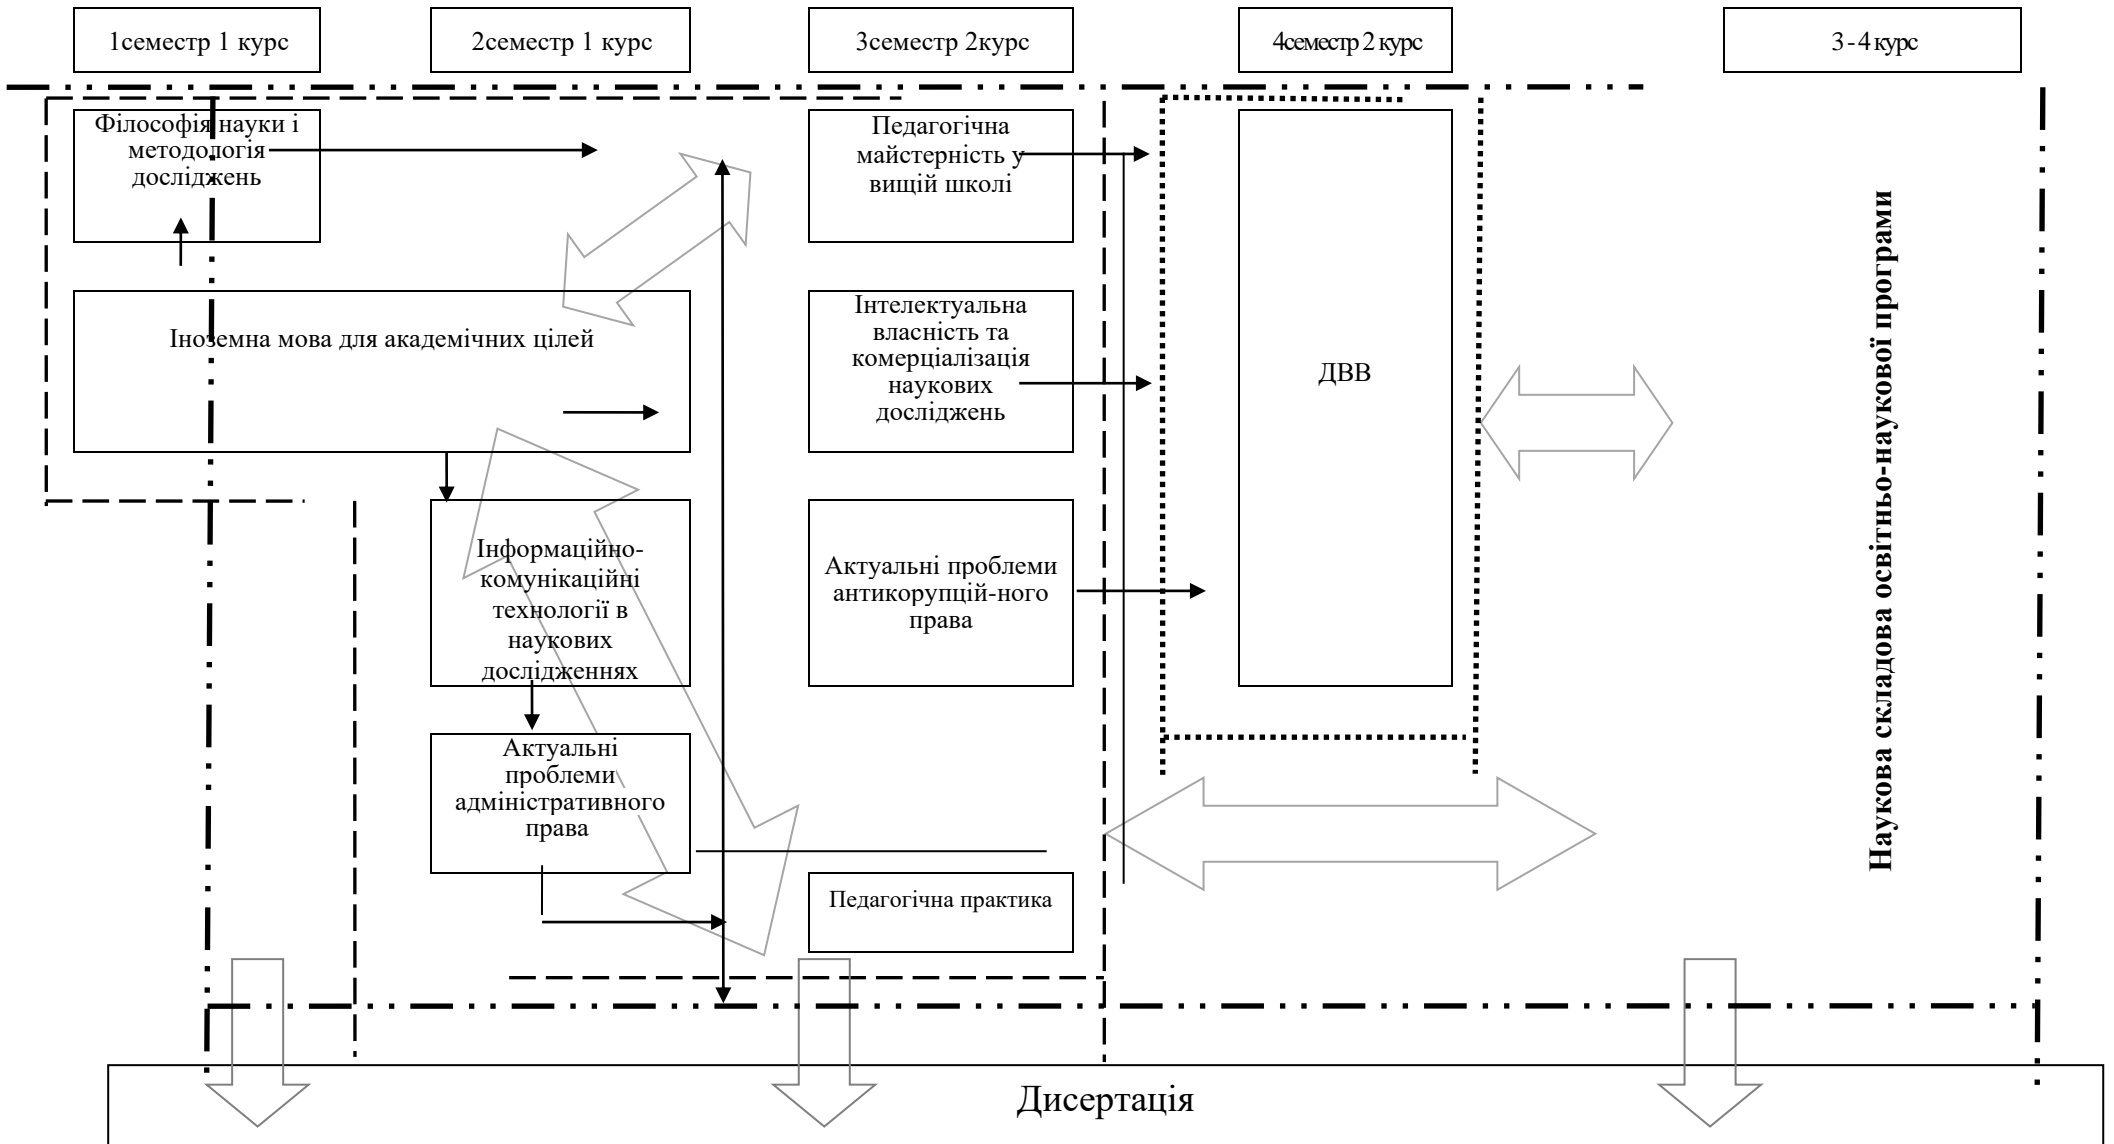 1семестр 1 курс
2семестр 1 курс
3семестр 2курс
4семестр 2 курс
3-4 курс
Філософія науки і
методологія
досліджень
Педагогічна
майстерність у
вищій школі
Іноземна мова для академічних цілей
Інтелектуальна
власність та
комерціалізація
наукових
досліджень
ДВВ
Наукова складова освітньо-наукової програми
Інформаційно-
комунікаційні
технології в
наукових
дослідженнях
Актуальні проблеми
антикорупцій-ного
права
Актуальні
проблеми
адміністративного
права
Педагогічна практика
Дисертація